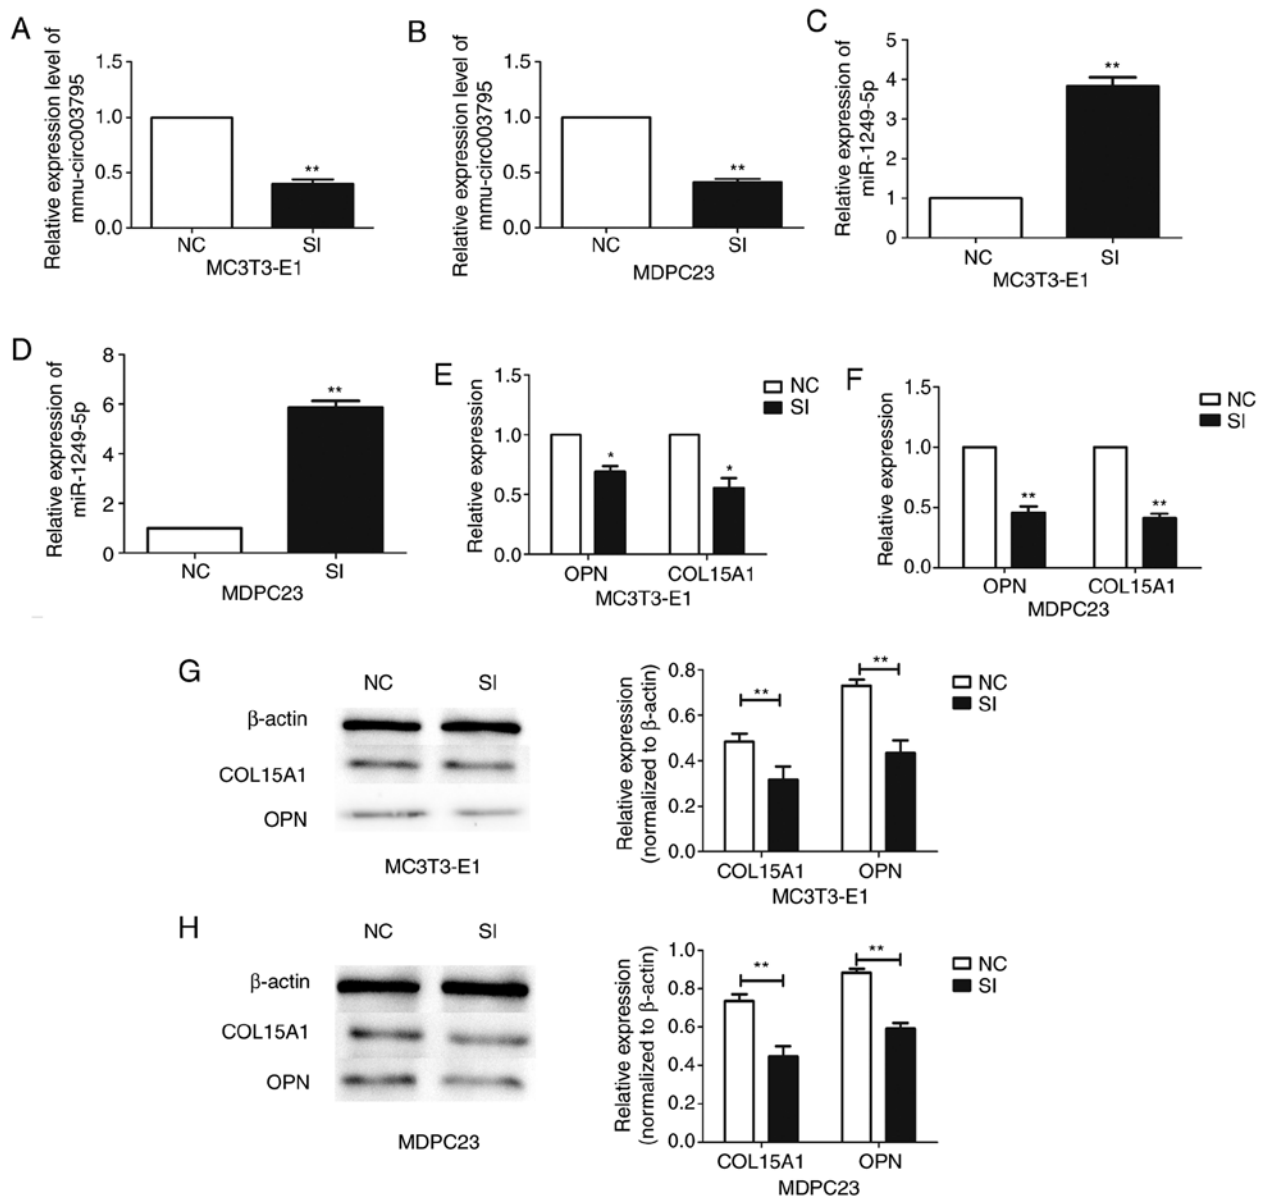 A
Relative expression level of
mmu-circ003795
1.5
1.0
0.5
0.0
**
NC
SI
MC3T3-E1
B
Relative expression level of
mmu-circ003795
1.5
1.0
0.5
0.0
**
NC
SI
MDPC23
C
Relative expression of
miR-1249-5p
5
4
3
2
1
0
**
NC
SI
MC3T3-E1
D
Relative expression of
miR-1249-5p
8
6
4
2
0
**
NC
SI
MDPC23
E
Relative expression
1.5
1.0
0.5
0.0
*
*
NC
SI
OPN
COL15A1
MC3T3-E1
F
Relative expression
1.5
1.0
0.5
0.0
**
**
NC
SI
OPN
COL15A1
MDPC23
G
NC
SI
β-actin
COL15A1
OPN
MC3T3-E1
Relative expression
(normalized to β-actin)
0.8
0.6
0.4
0.2
0.0
**
**
NC
SI
COL15A1
OPN
MC3T3-E1
H
NC
SI
β-actin
COL15A1
OPN
MDPC23
Relative expression
(normalized to β-actin)
1.0
0.8
0.6
0.4
0.2
0.0
**
**
NC
SI
COL15A1
OPN
MDPC23